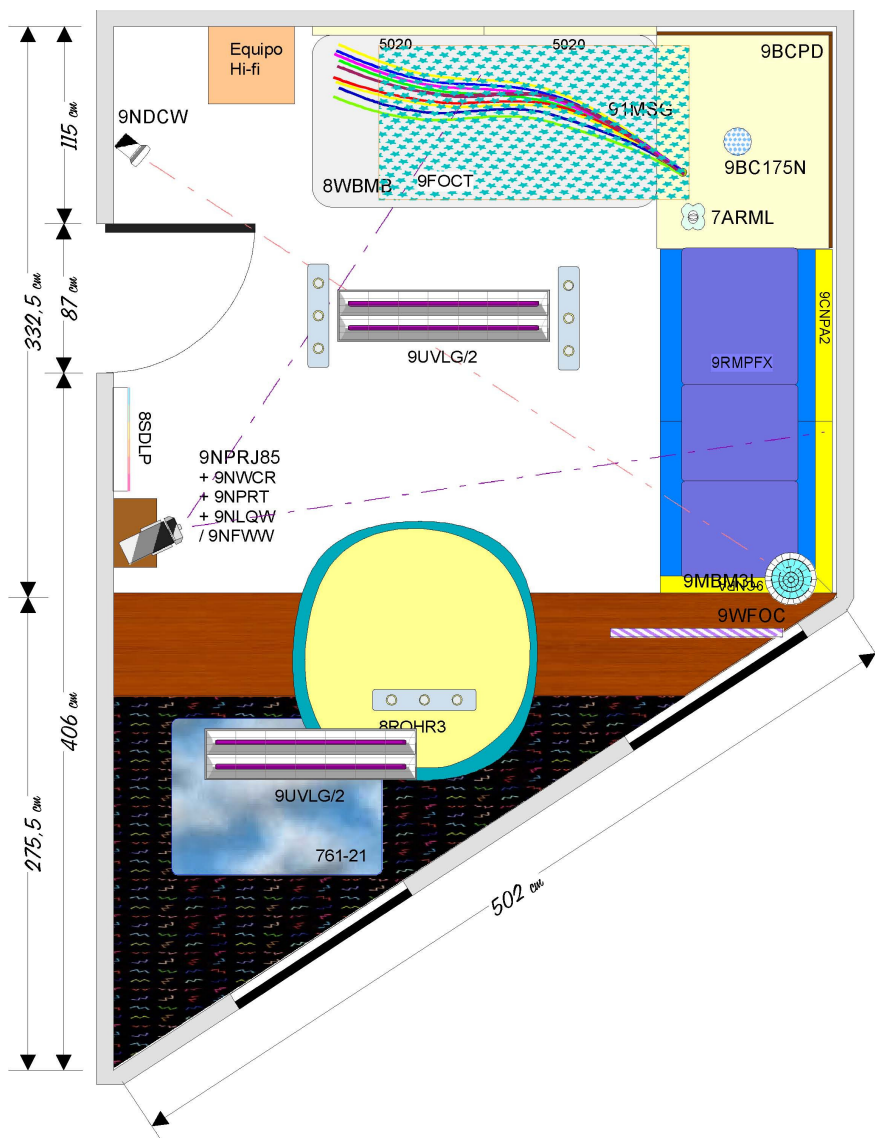 Equipo
Hi-fi
5020
5020
9BCPD
9NDCW
91MSG
115 cm
8WBMB
9FOCT
9BC175N
7ARML
332,5 cm
87 cm
9CNPA2
9UVLG/2
9RMPFX
8SDLP
9NPRJ85
+ 9NWCR
+ 9NPRT
+ 9NLQW
/ 9NFWW
9MBM3L
9CNPA
9WFOC
406 cm
8ROHR3
9UVLG/2
275,5 cm
761-21
502 cm